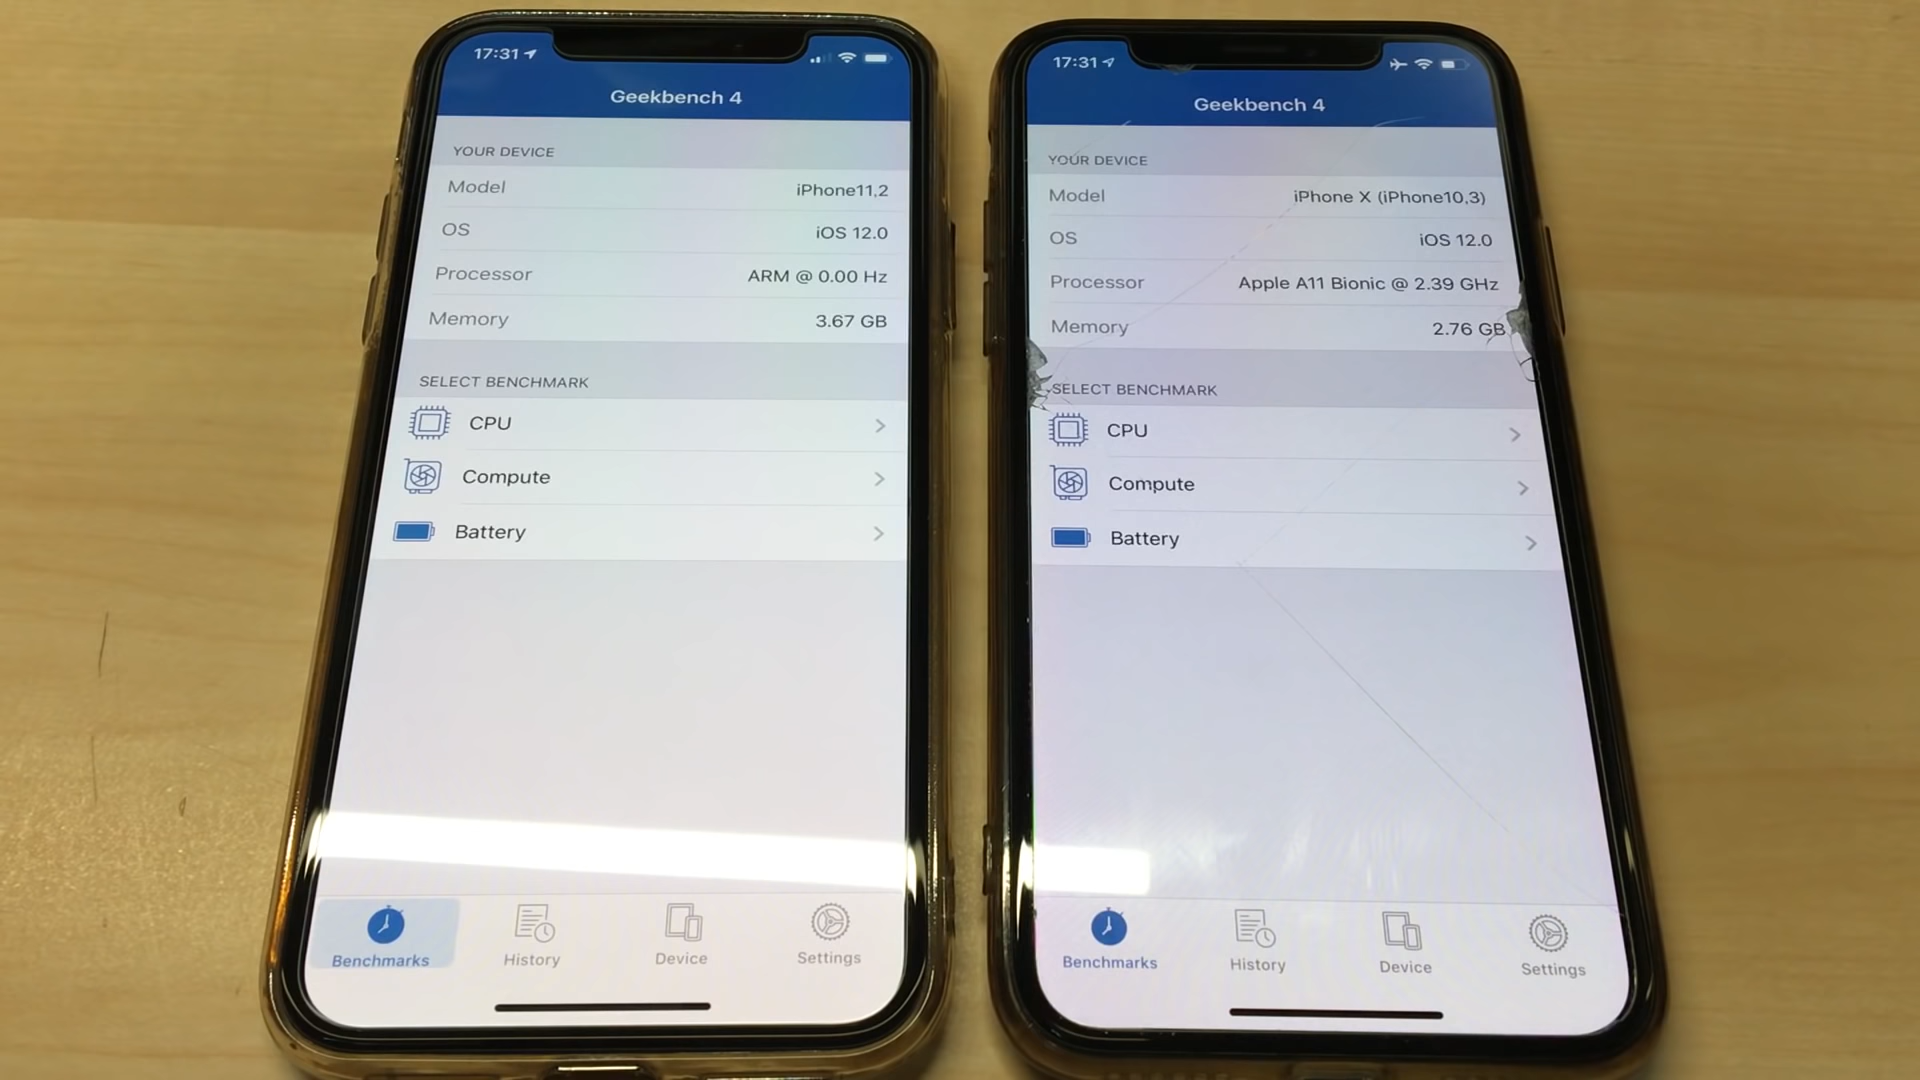 17:31
Geekbench 4
YOUR DEVICE
Model iPhone11,2
OS iOS 12.0
Processor ARM @ 0.00 Hz
Memory 3.67 GB
SELECT BENCHMARK
CPU
Compute
Battery
Benchmarks History Device Settings
17:31
Geekbench 4
YOUR DEVICE
Model iPhone X (iPhone10,3)
OS iOS 12.0
Processor Apple A11 Bionic @ 2.39 GHz
Memory 2.76 GB
SELECT BENCHMARK
CPU
Compute
Battery
Benchmarks History Device Settings